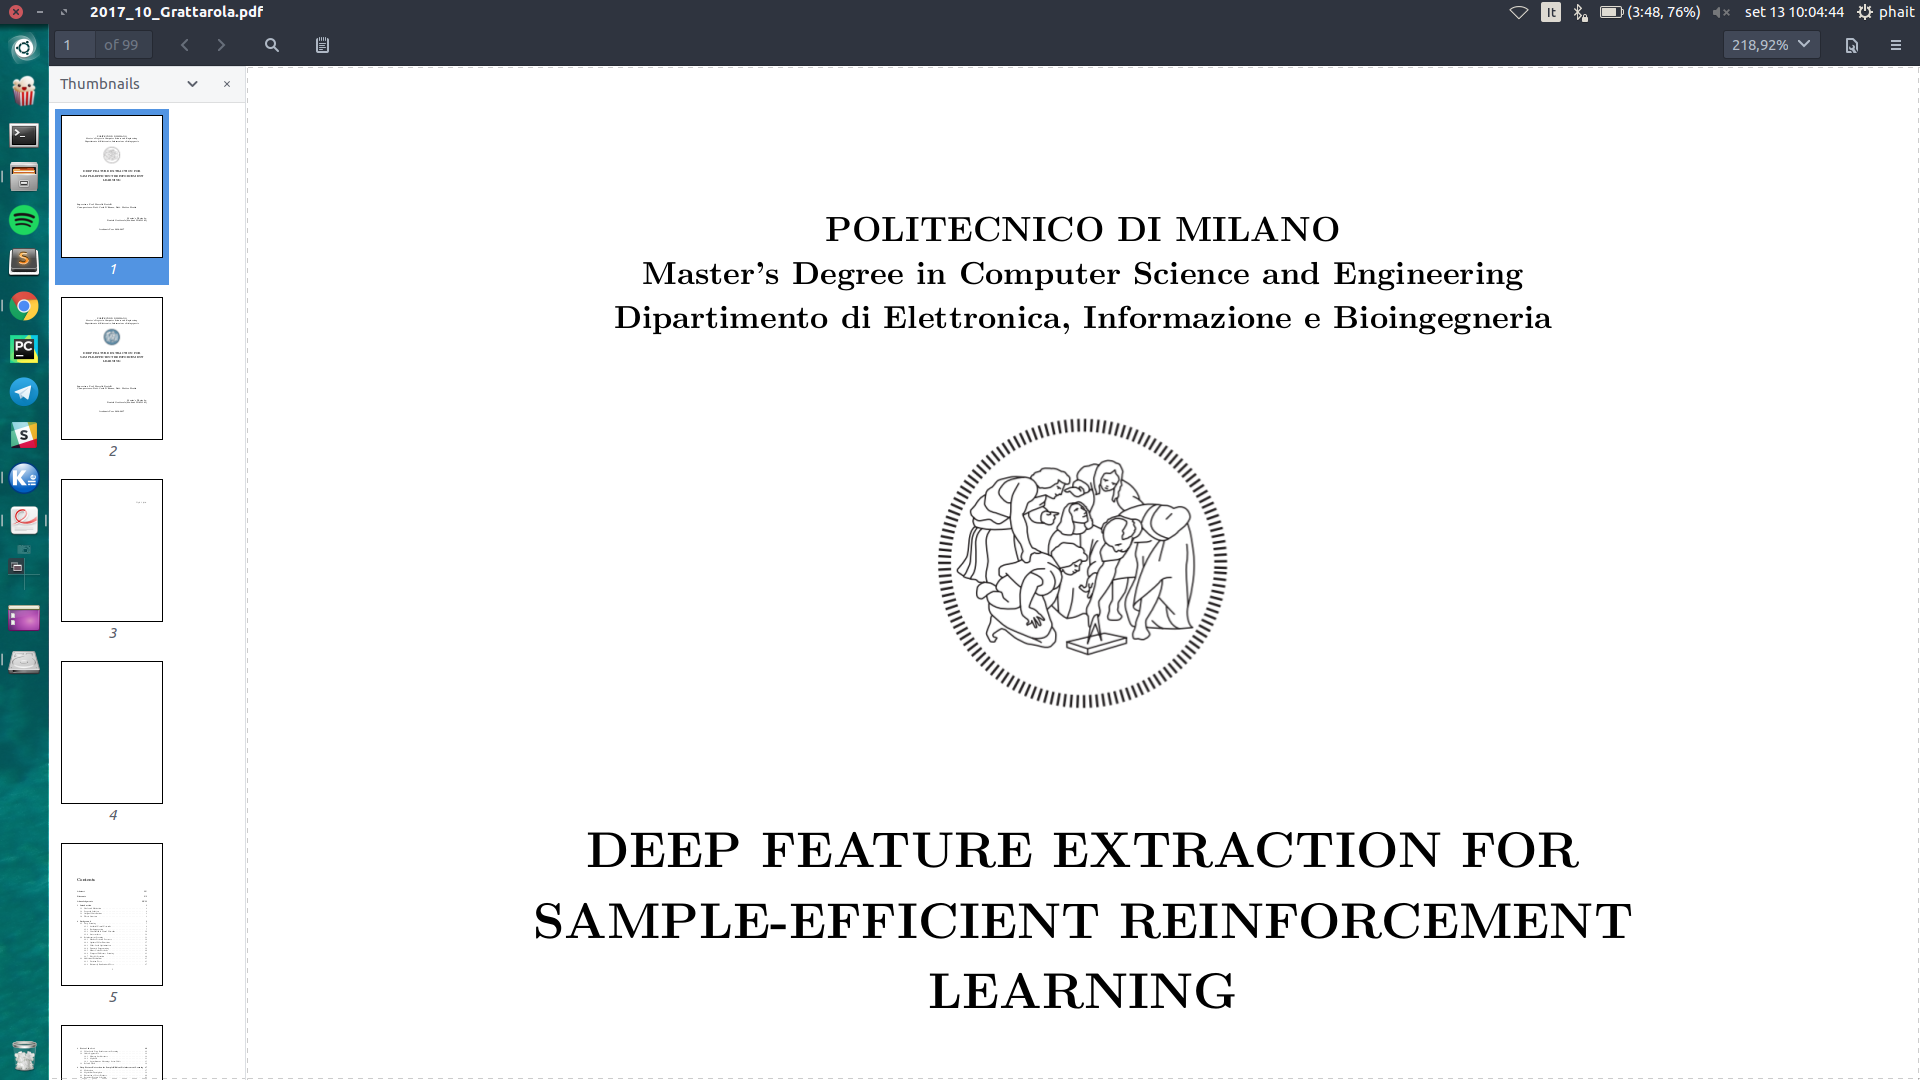 2017_10_Grattarola.pdf
It
(3:48, 76%)
set 13 10:04:44
phait
1
of 99
218,92%
Thumbnails
1
2
3
4
Contents
5
POLITECNICO DI MILANO
Master's Degree in Computer Science and Engineering
Dipartimento di Elettronica, Informazione e Bioingegneria
DEEP FEATURE EXTRACTION FOR
SAMPLE-EFFICIENT REINFORCEMENT
LEARNING